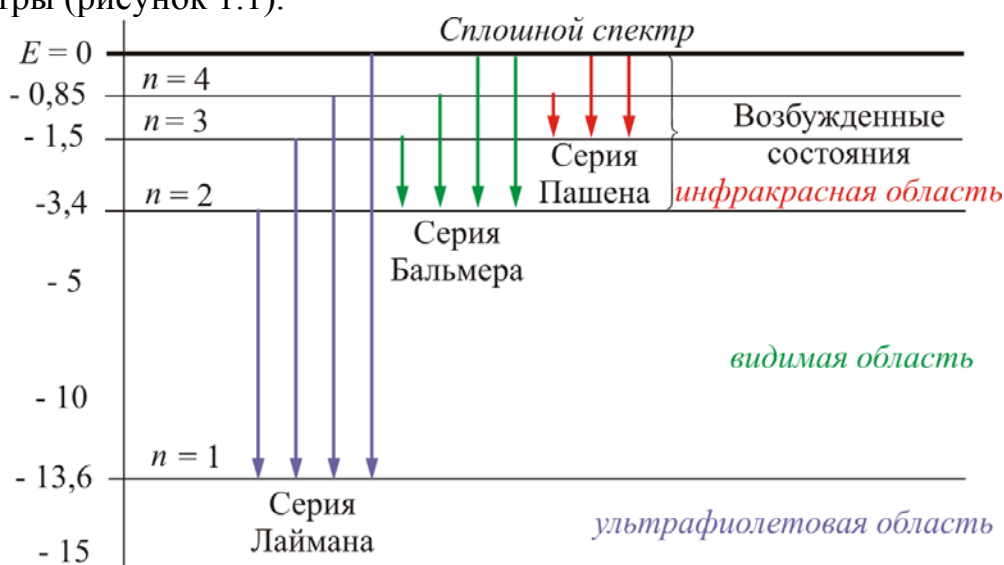 тры (рисунок 1.1).
Сплошной спектр
E = 0
n = 4
- 0,85
n = 3
- 1,5
n = 2
-3,4
Возбужденные
состояния
Серия
Пашена
инфракрасная область
Серия
Бальмера
- 5
видимая область
- 10
n = 1
- 13,6
Серия
Лаймана
ультрафиолетовая область
- 15